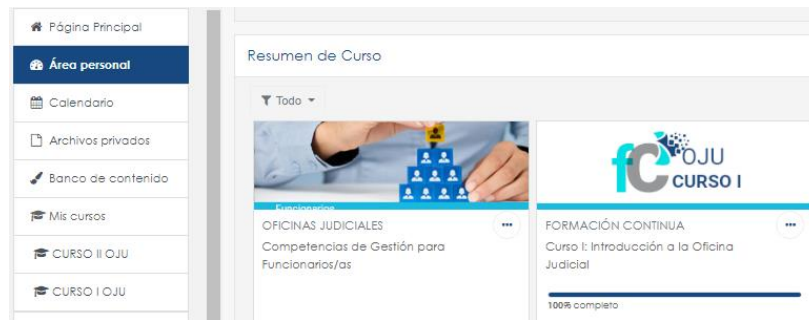 Página Principal
Área personal
Calendario
Archivos privados
Banco de contenido
Mis cursos
CURSO II OJU
CURSO I OJU
Resumen de Curso
Todo
Funcionarios
OFICINAS JUDICIALES
Competencias de Gestión para
Funcionarios/as
fC OJU
CURSO I
FORMACIÓN CONTINUA
Curso I: Introducción a la Oficina
Judicial
100% completo